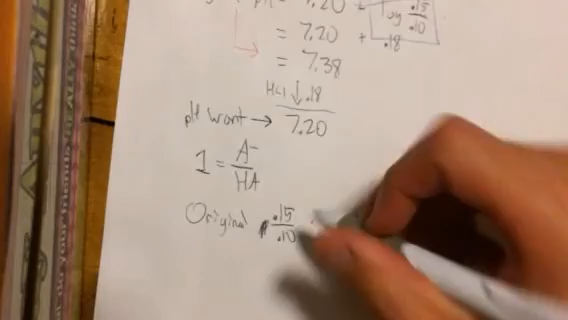 pH = 7.20 + log .15/.10
= 7.20 + .18
= 7.38
HCl ↓ .18
pH want → 7.20
1 = A⁻/HA
Original .15/.10